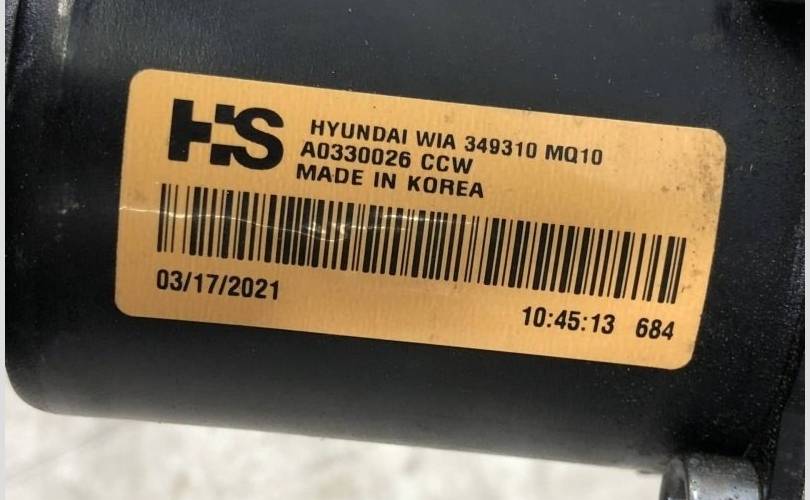 HS
HYUNDAI WIA 349310 MQ10
A0330026 CCW
MADE IN KOREA
03/17/2021
10:45:13 684